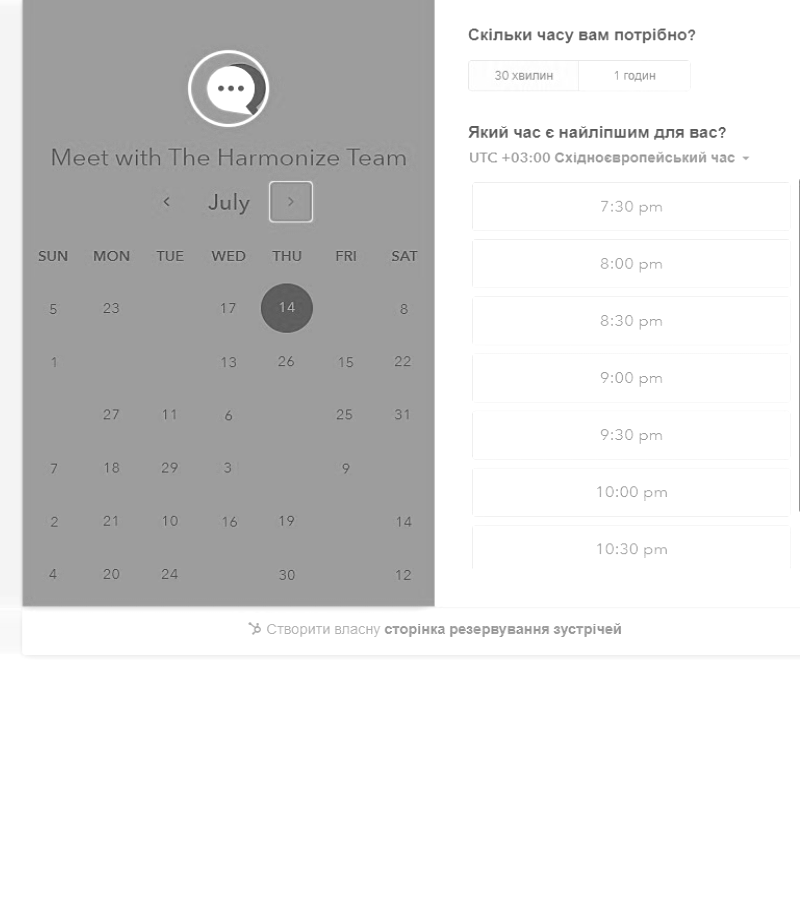 Meet with The Harmonize Team
July
SUN MON TUE WED THU FRI SAT
5 23 17 14 8
1 13 26 15 22
27 11 6 25 31
7 18 29 3 9
2 21 10 16 19 14
4 20 24 30 12
Скільки часу вам потрібно?
30 хвилин 1 годин
Який час є найліпшим для вас?
UTC +03:00 Східноєвропейський час
7:30 pm
8:00 pm
8:30 pm
9:00 pm
9:30 pm
10:00 pm
10:30 pm
Створити власну сторінка резервування зустрічей